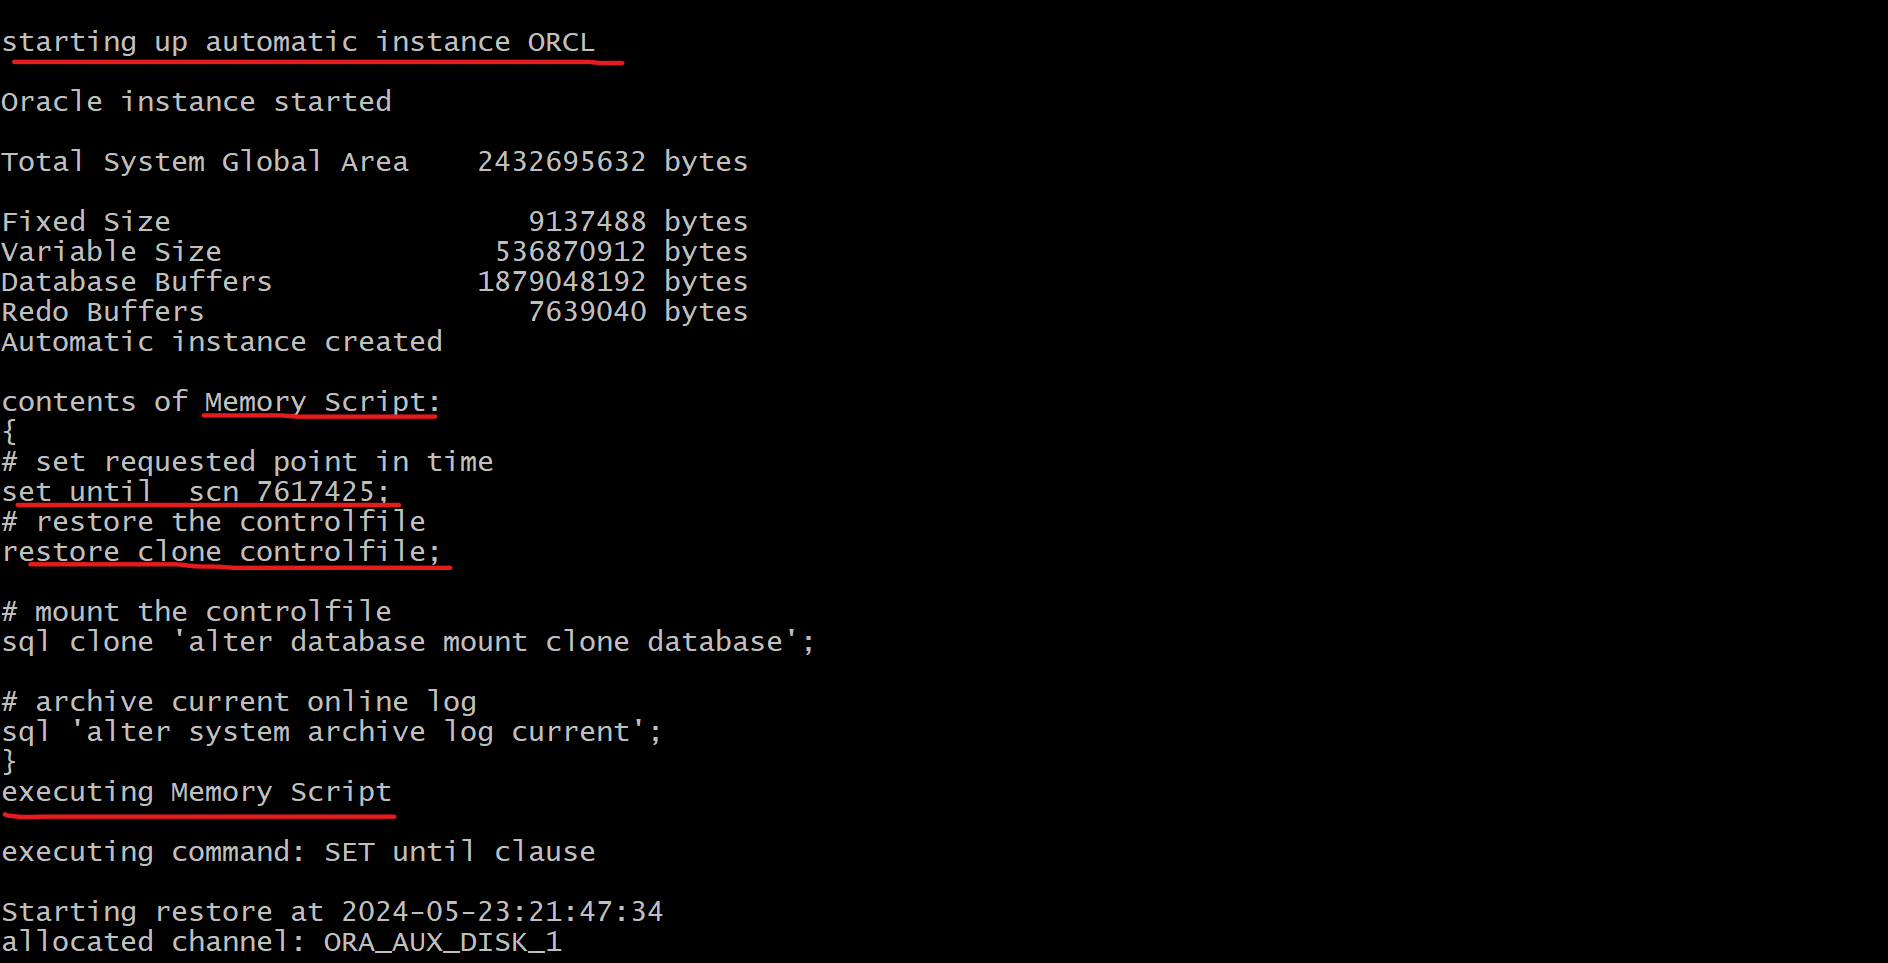 starting up automatic instance ORCL
Oracle instance started
Total System Global Area    2432695632 bytes
Fixed Size                     9137488 bytes
Variable Size                536870912 bytes
Database Buffers            1879048192 bytes
Redo Buffers                   7639040 bytes
Automatic instance created
contents of Memory Script:
{
# set requested point in time
set until  scn 7617425;
# restore the controlfile
restore clone controlfile;
# mount the controlfile
sql clone 'alter database mount clone database';
# archive current online log
sql 'alter system archive log current';
}
executing Memory Script
executing command: SET until clause
Starting restore at 2024-05-23:21:47:34
allocated channel: ORA_AUX_DISK_1